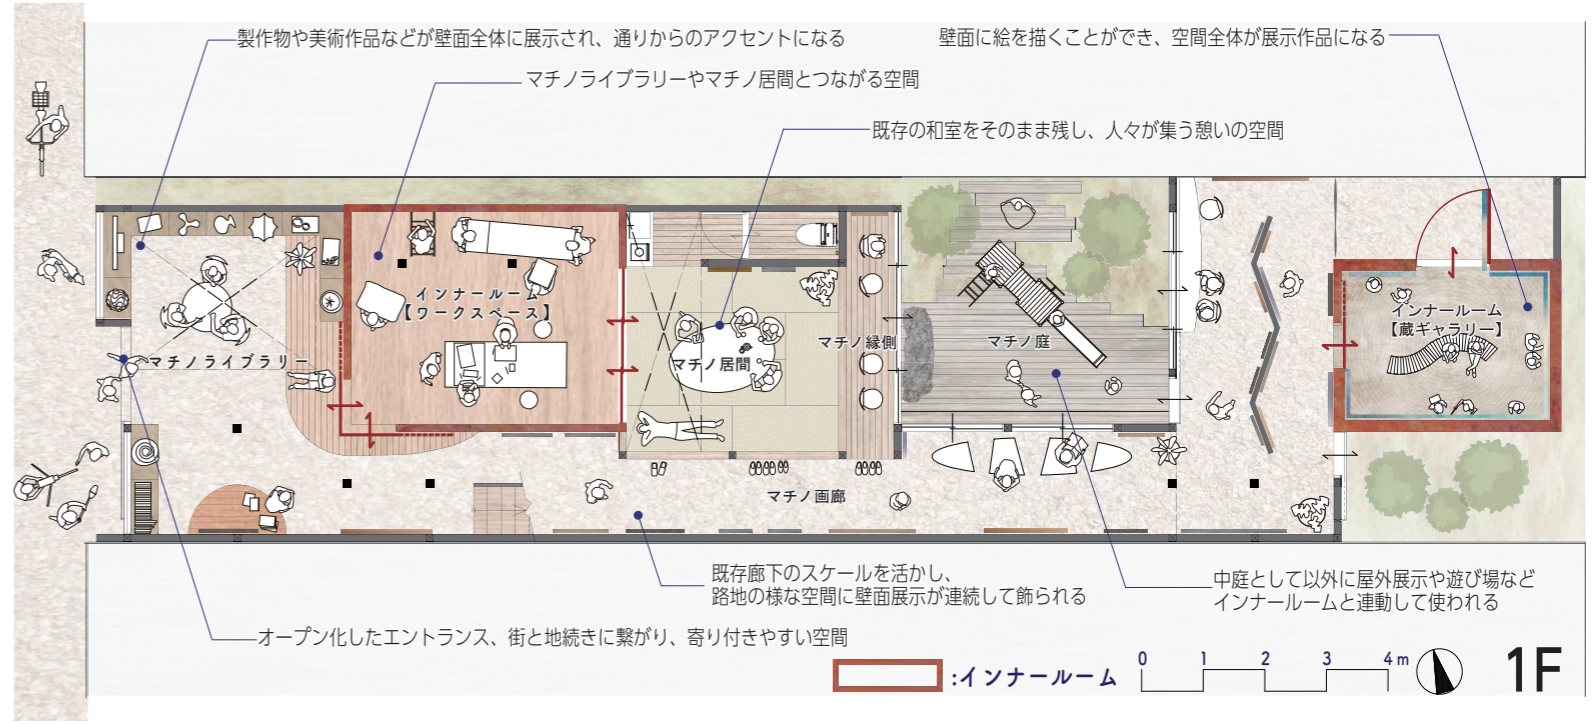 製作物や美術作品などが壁面全体に展示され、通りからのアクセントになる
壁面に絵を描くことができ、空間全体が展示作品になる
マチノライブラリーやマチノ居間とつながる空間
既存の和室をそのまま残し、人々が集う憩いの空間
インナールーム
【ワークスペース】
インナールーム
【蔵ギャラリー】
マチノライブラリー
マチノ居間
マチノ縁側
マチノ庭
マチノ画廊
既存廊下のスケールを活かし、
路地の様な空間に壁面展示が連続して飾られる
中庭として以外に屋外展示や遊び場など
インナールームと連動して使われる
オープン化したエントランス、街と地続きに繋がり、寄り付きやすい空間
:インナールーム
0 1 2 3 4m
1F